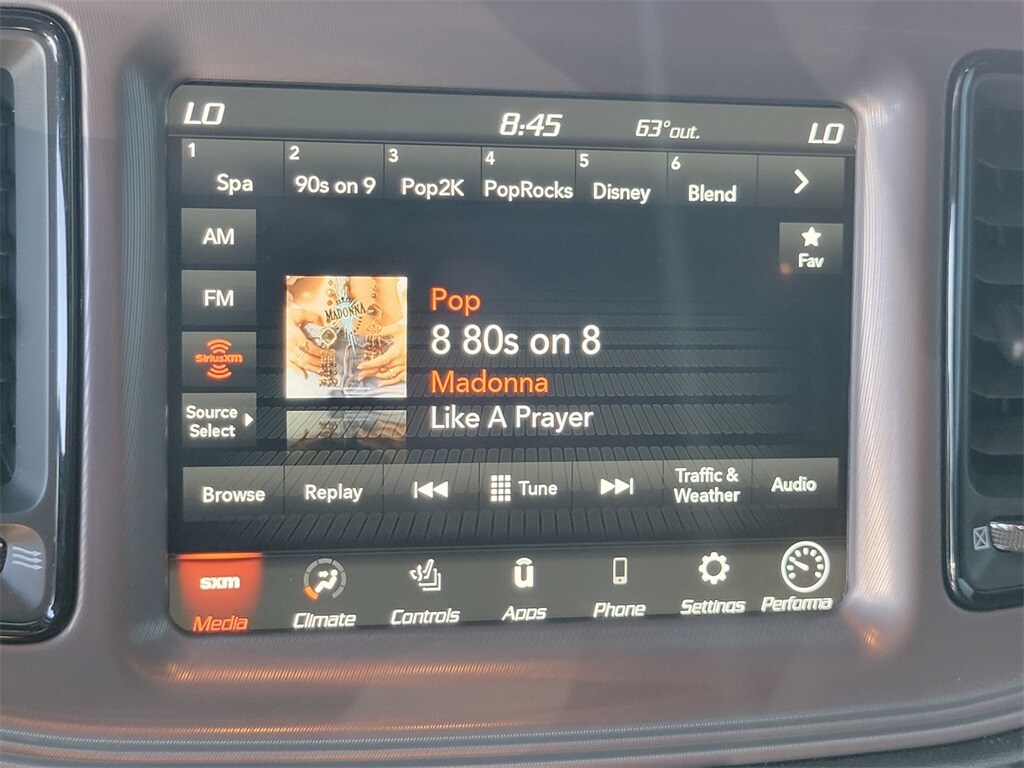 LO 8:45 63°out. LO
1 2 3 4 5 6
Spa 90s on 9 Pop2K PopRocks Disney Blend
AM
Fav
FM
MADONNA
Pop
8 80s on 8
SiriusXM
Madonna
Source
Select
Like A Prayer
Browse Replay Tune Traffic &
Weather Audio
sxm
Media Climate Controls Apps Phone Settings Performa